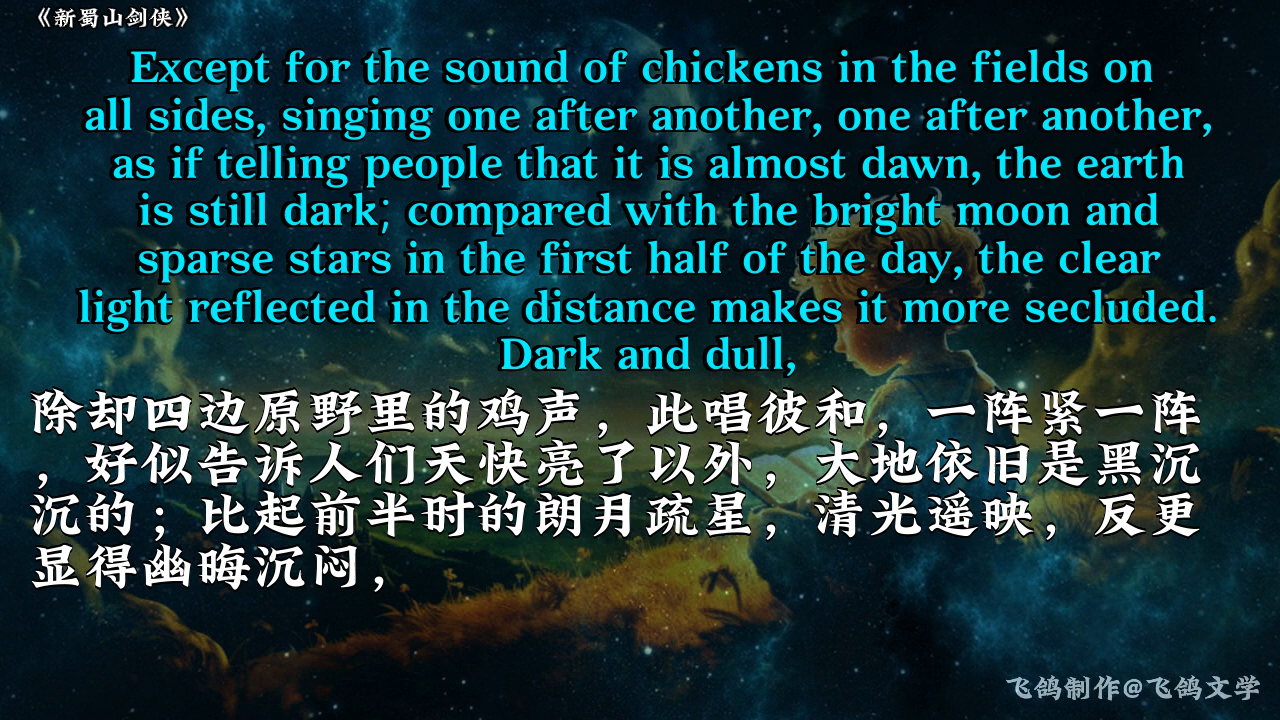 《新蜀山剑侠》
Except for the sound of chickens in the fields on
all sides, singing one after another, one after another,
as if telling people that it is almost dawn, the earth
is still dark; compared with the bright moon and
sparse stars in the first half of the day, the clear
light reflected in the distance makes it more secluded.
Dark and dull,
除却四边原野里的鸡声，此唱彼和，一阵紧一阵
，好似告诉人们天快亮了以外，大地依旧是黑沉
沉的；比起前半时的朗月疏星，清光遥映，反更
显得幽晦沉闷，
飞鸽制作@飞鸽文学